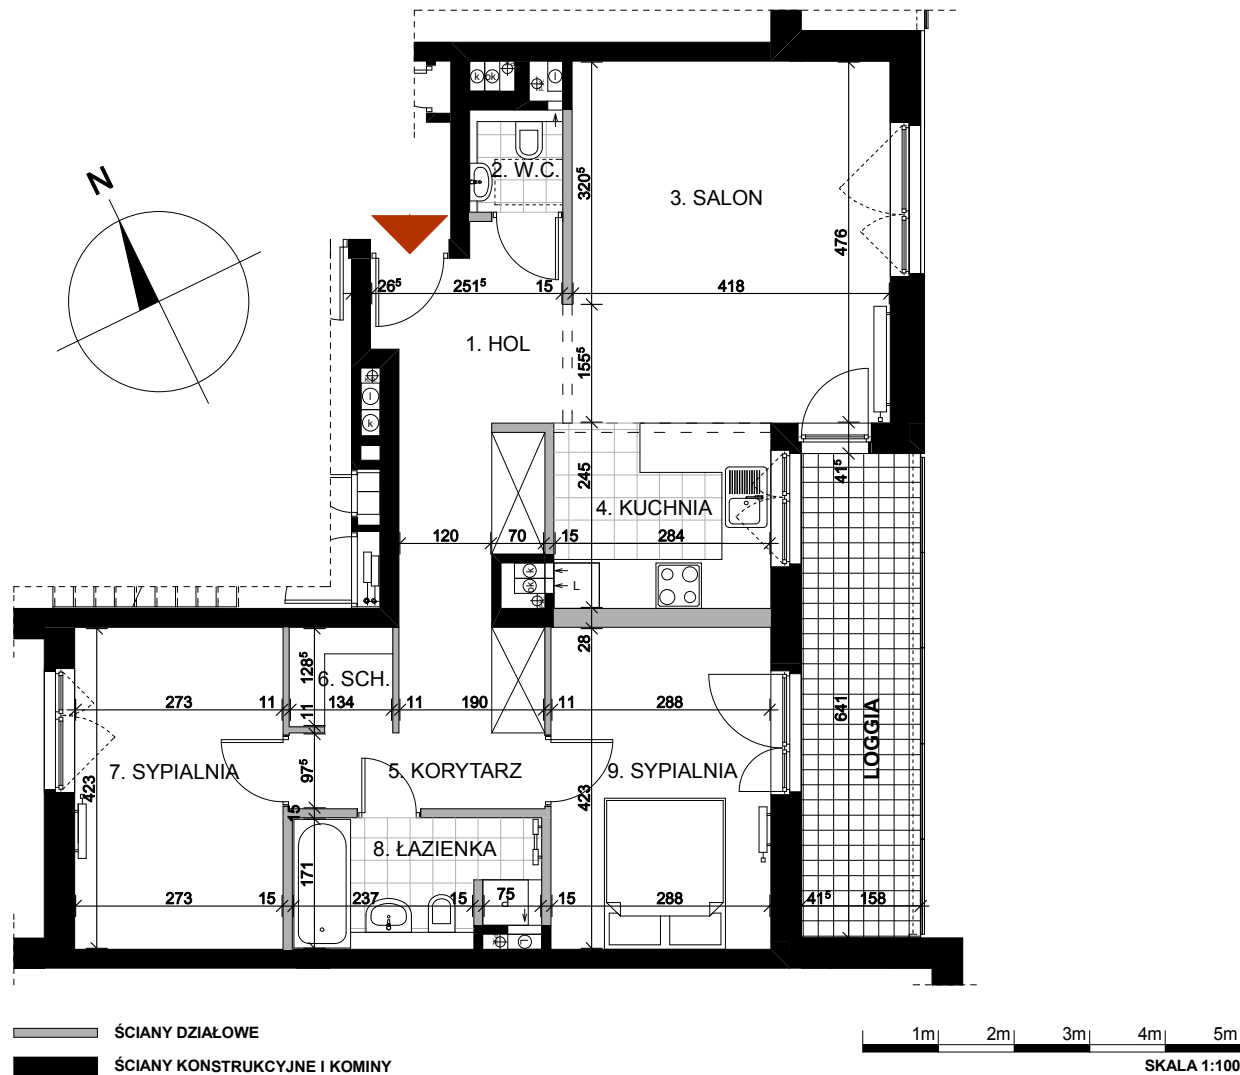 N
k
ok
l
2. W.C.
320⁵
3. SALON
476
26⁵
251⁵
15
418
1. HOL
155⁵
l
k
245
41⁵
4. KUCHNIA
120
70
15
284
k
ok
L
28
128⁵
6. SCH.
273
11
134
11
190
11
288
11
641
LOGGIA
7. SYPIALNIA
97⁵
5. KORYTARZ
9. SYPIALNIA
423
423
15
8. ŁAZIENKA
171
273
15
237
15
75
15
288
41⁵
158
P
ŚCIANY DZIAŁOWE
ŚCIANY KONSTRUKCYJNE I KOMINY
1m
2m
3m
4m
5m
SKALA 1:100